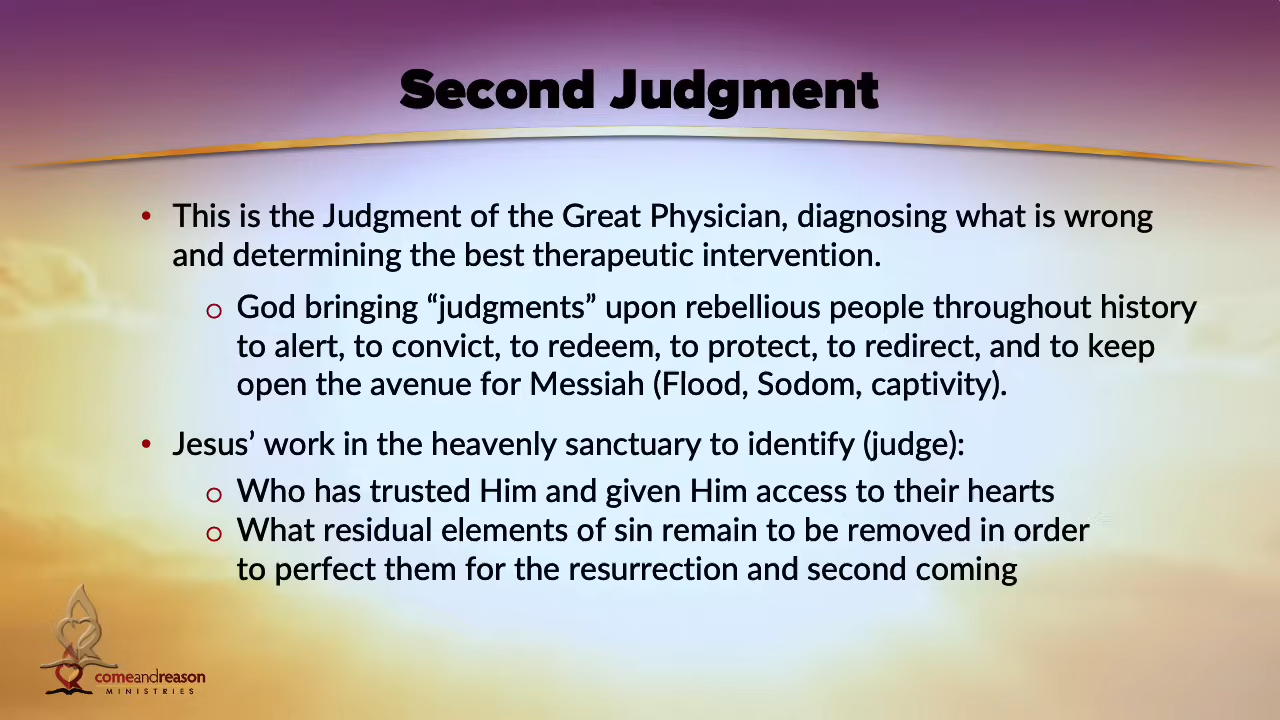 Second Judgment
• This is the Judgment of the Great Physician, diagnosing what is wrong
and determining the best therapeutic intervention.
o God bringing “judgments” upon rebellious people throughout history
to alert, to convict, to redeem, to protect, to redirect, and to keep
open the avenue for Messiah (Flood, Sodom, captivity).
• Jesus’ work in the heavenly sanctuary to identify (judge):
o Who has trusted Him and given Him access to their hearts
o What residual elements of sin remain to be removed in order
to perfect them for the resurrection and second coming
comeandreason
MINISTRIES